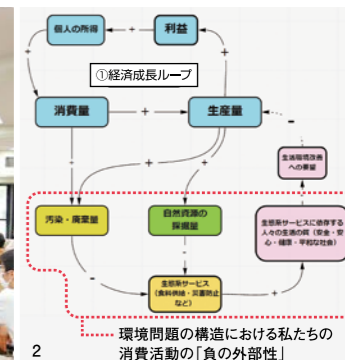 個人の所得
利益
①経済成長ループ
消費量
生産量
生活環境改善
への要望
汚染・廃棄量
自然資源の
採掘量
生態系サービスに依存する
人々の生活の質（安全・安
心・健康・平和な社会）
生態系サービス
（食料供給・災害防止
など）
環境問題の構造における私たちの
消費活動の「負の外部性」
2